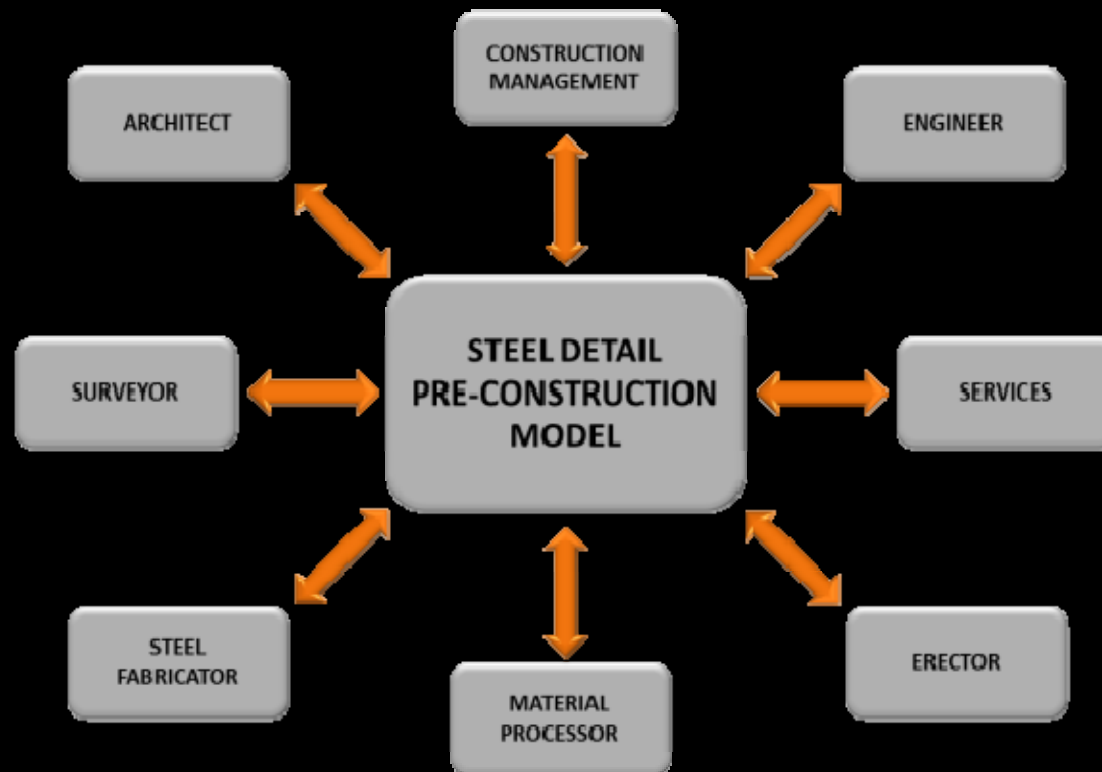 CONSTRUCTION
MANAGEMENT
ARCHITECT
ENGINEER
STEEL DETAIL
PRE-CONSTRUCTION
MODEL
SURVEYOR
SERVICES
STEEL
FABRICATOR
ERECTOR
MATERIAL
PROCESSOR